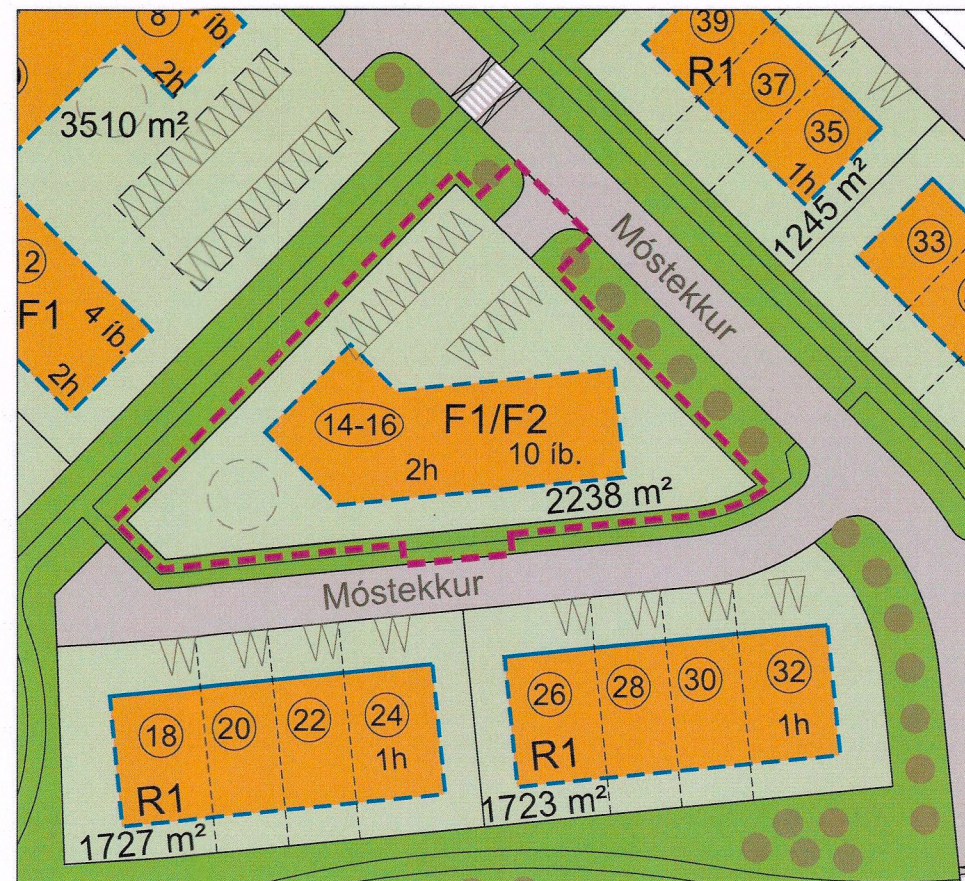 8
4 íb.
2h
3510 m²
39
R1
37
35
1h
1245 m²
33
Móstekkur
F1
4 íb.
2h
14-16
F1/F2
2h
10 íb.
2238 m²
Móstekkur
18
20
22
24
1h
R1
1727 m²
26
28
30
32
1h
R1
1723 m²